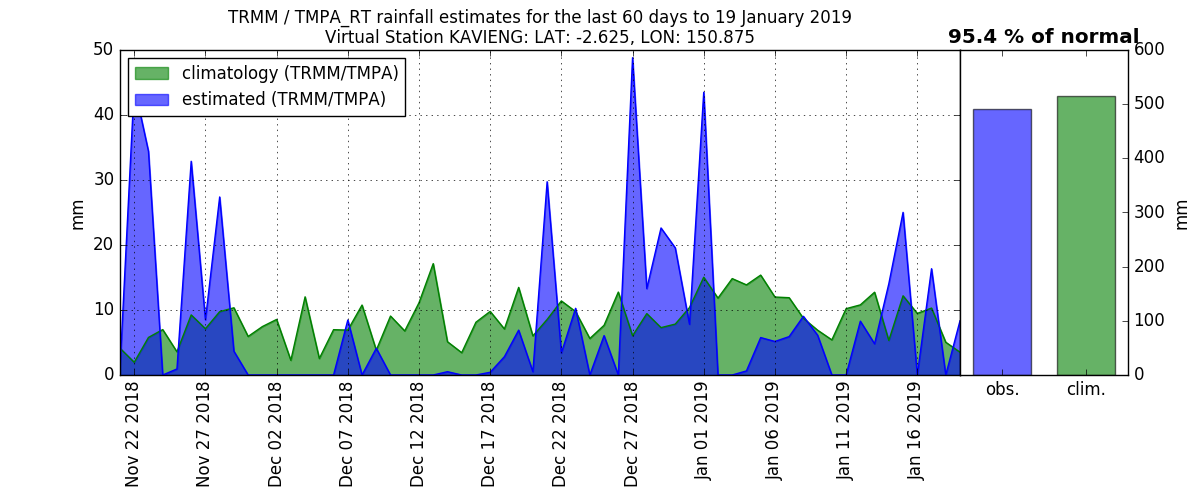 TRMM / TMPA_RT rainfall estimates for the last 60 days to 19 January 2019
Virtual Station KAVIENG: LAT: -2.625, LON: 150.875
95.4 % of normal
climatology (TRMM/TMPA)
estimated (TRMM/TMPA)
50
40
30
20
10
0
mm
Nov 22 2018
Nov 27 2018
Dec 02 2018
Dec 07 2018
Dec 12 2018
Dec 17 2018
Dec 22 2018
Dec 27 2018
Jan 01 2019
Jan 06 2019
Jan 11 2019
Jan 16 2019
obs.
clim.
600
500
400
300
200
100
0
mm